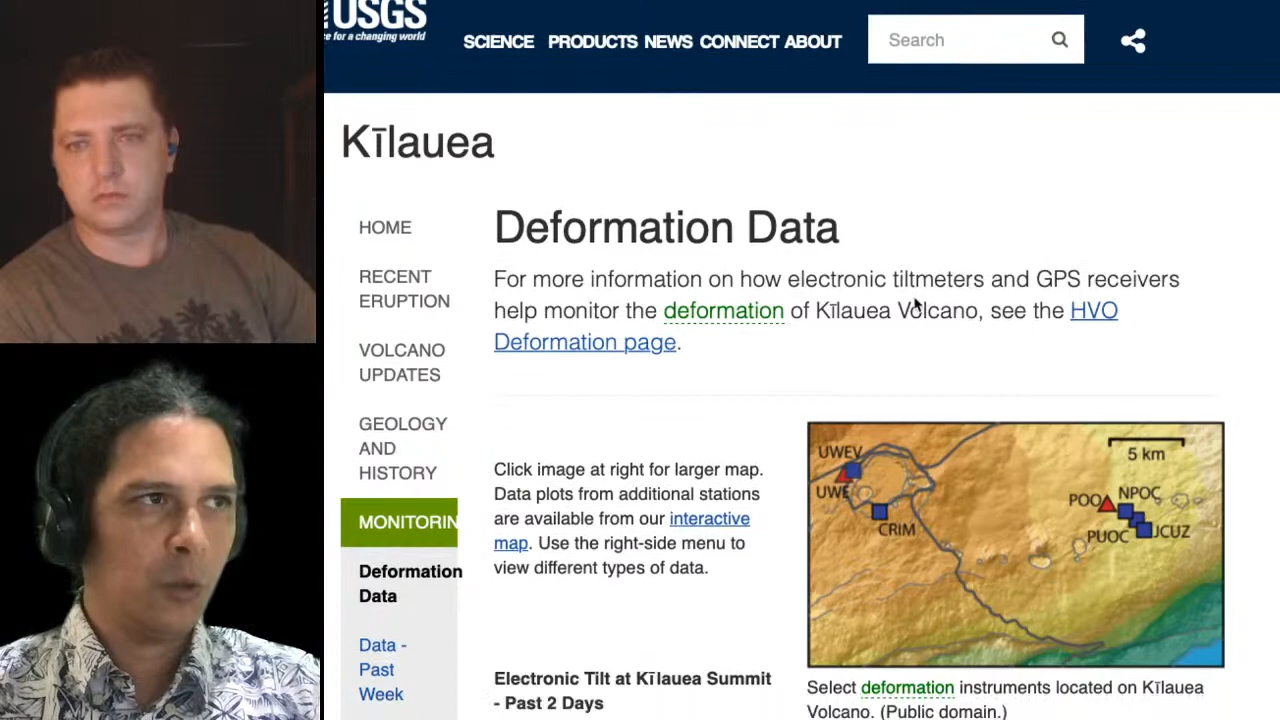 USGS
e for a changing world
SCIENCE PRODUCTS NEWS CONNECT ABOUT
Search
Kīlauea
HOME
RECENT
ERUPTION
VOLCANO
UPDATES
GEOLOGY
AND
HISTORY
MONITORIN
Deformation
Data
Data -
Past
Week
Deformation Data
For more information on how electronic tiltmeters and GPS receivers
help monitor the deformation of Kīlauea Volcano, see the HVO
Deformation page.
Click image at right for larger map.
Data plots from additional stations
are available from our interactive
map. Use the right-side menu to
view different types of data.
Electronic Tilt at Kīlauea Summit
- Past 2 Days
UWEV
UWE
CRIM
5 km
POO
NPOC
PUOC
JCUZ
Select deformation instruments located on Kīlauea
Volcano. (Public domain.)